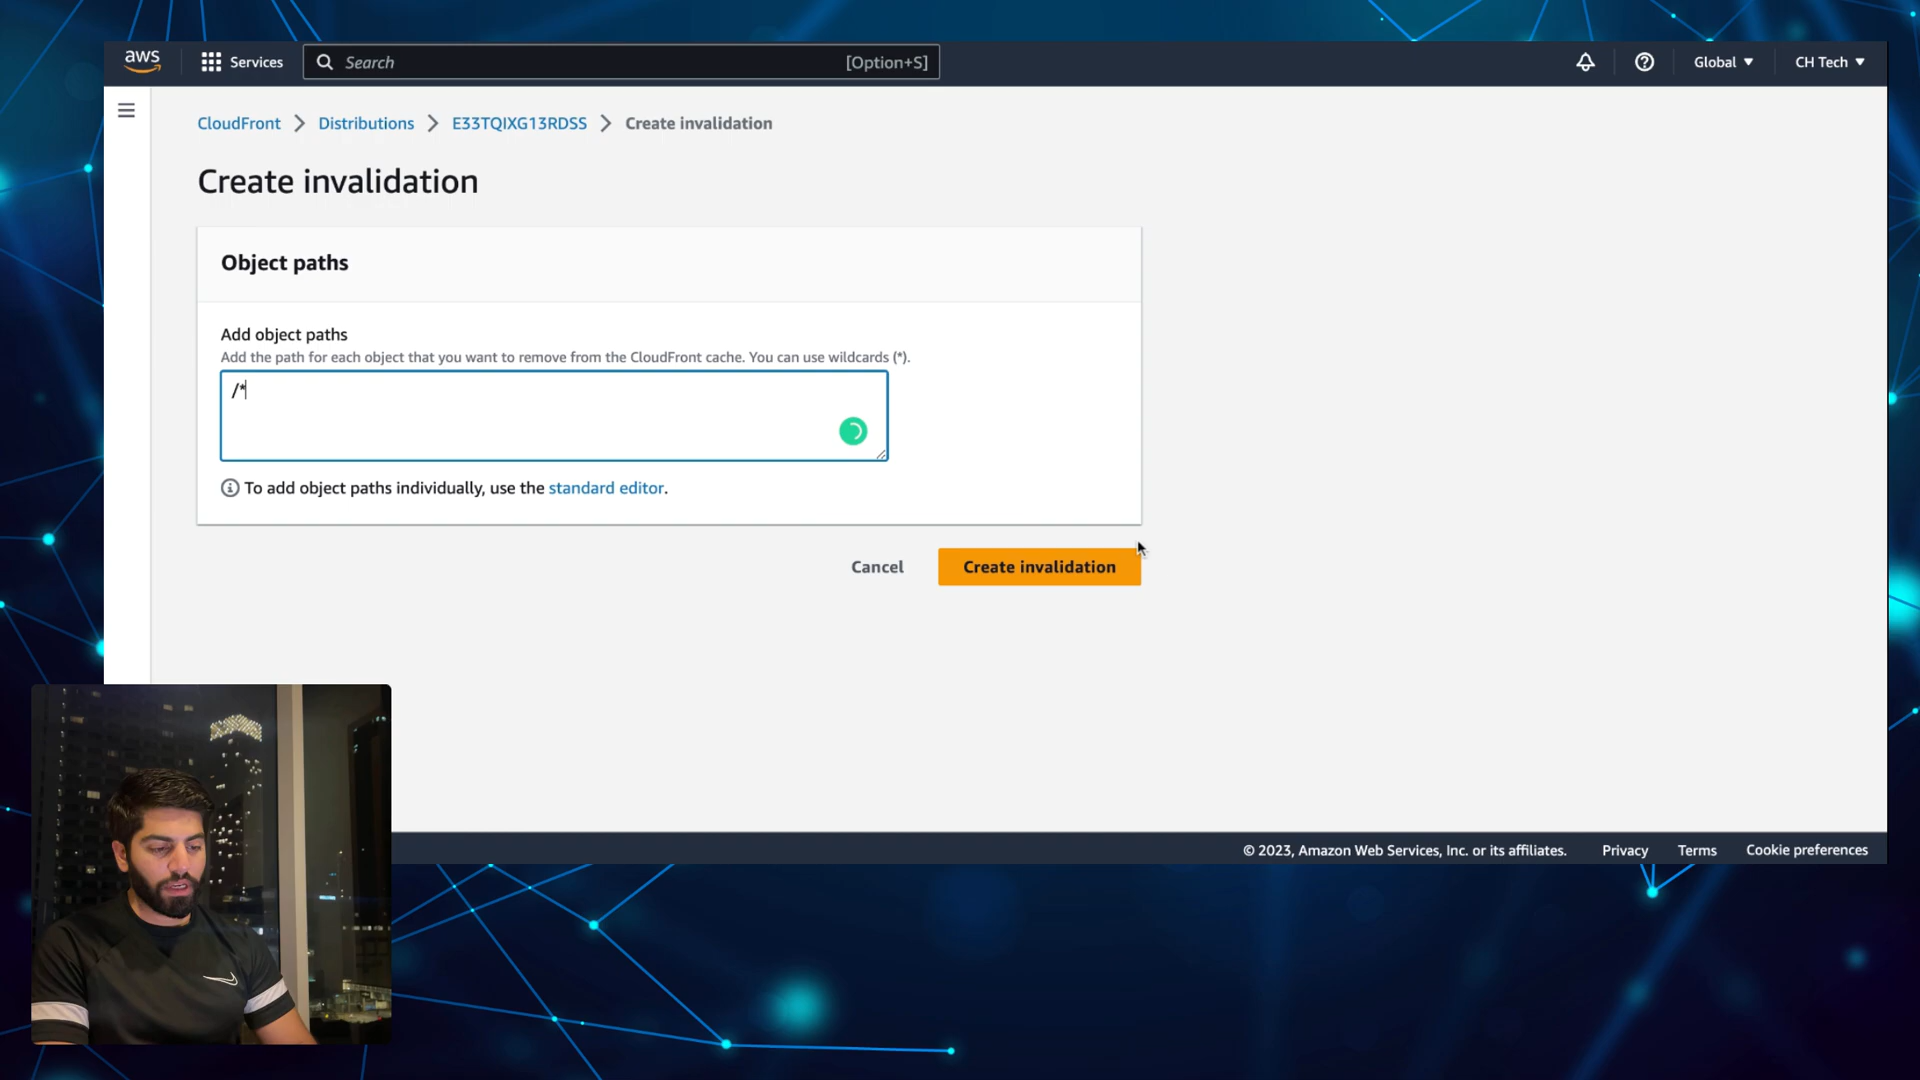 aws
Services
Search
[Option+S]
Global
CH Tech
CloudFront
Distributions
E33TQIXG13RDSS
Create invalidation
Create invalidation
Object paths
Add object paths
Add the path for each object that you want to remove from the CloudFront cache. You can use wildcards (*).
/*
To add object paths individually, use the standard editor.
Cancel
Create invalidation
© 2023, Amazon Web Services, Inc. or its affiliates.
Privacy
Terms
Cookie preferences